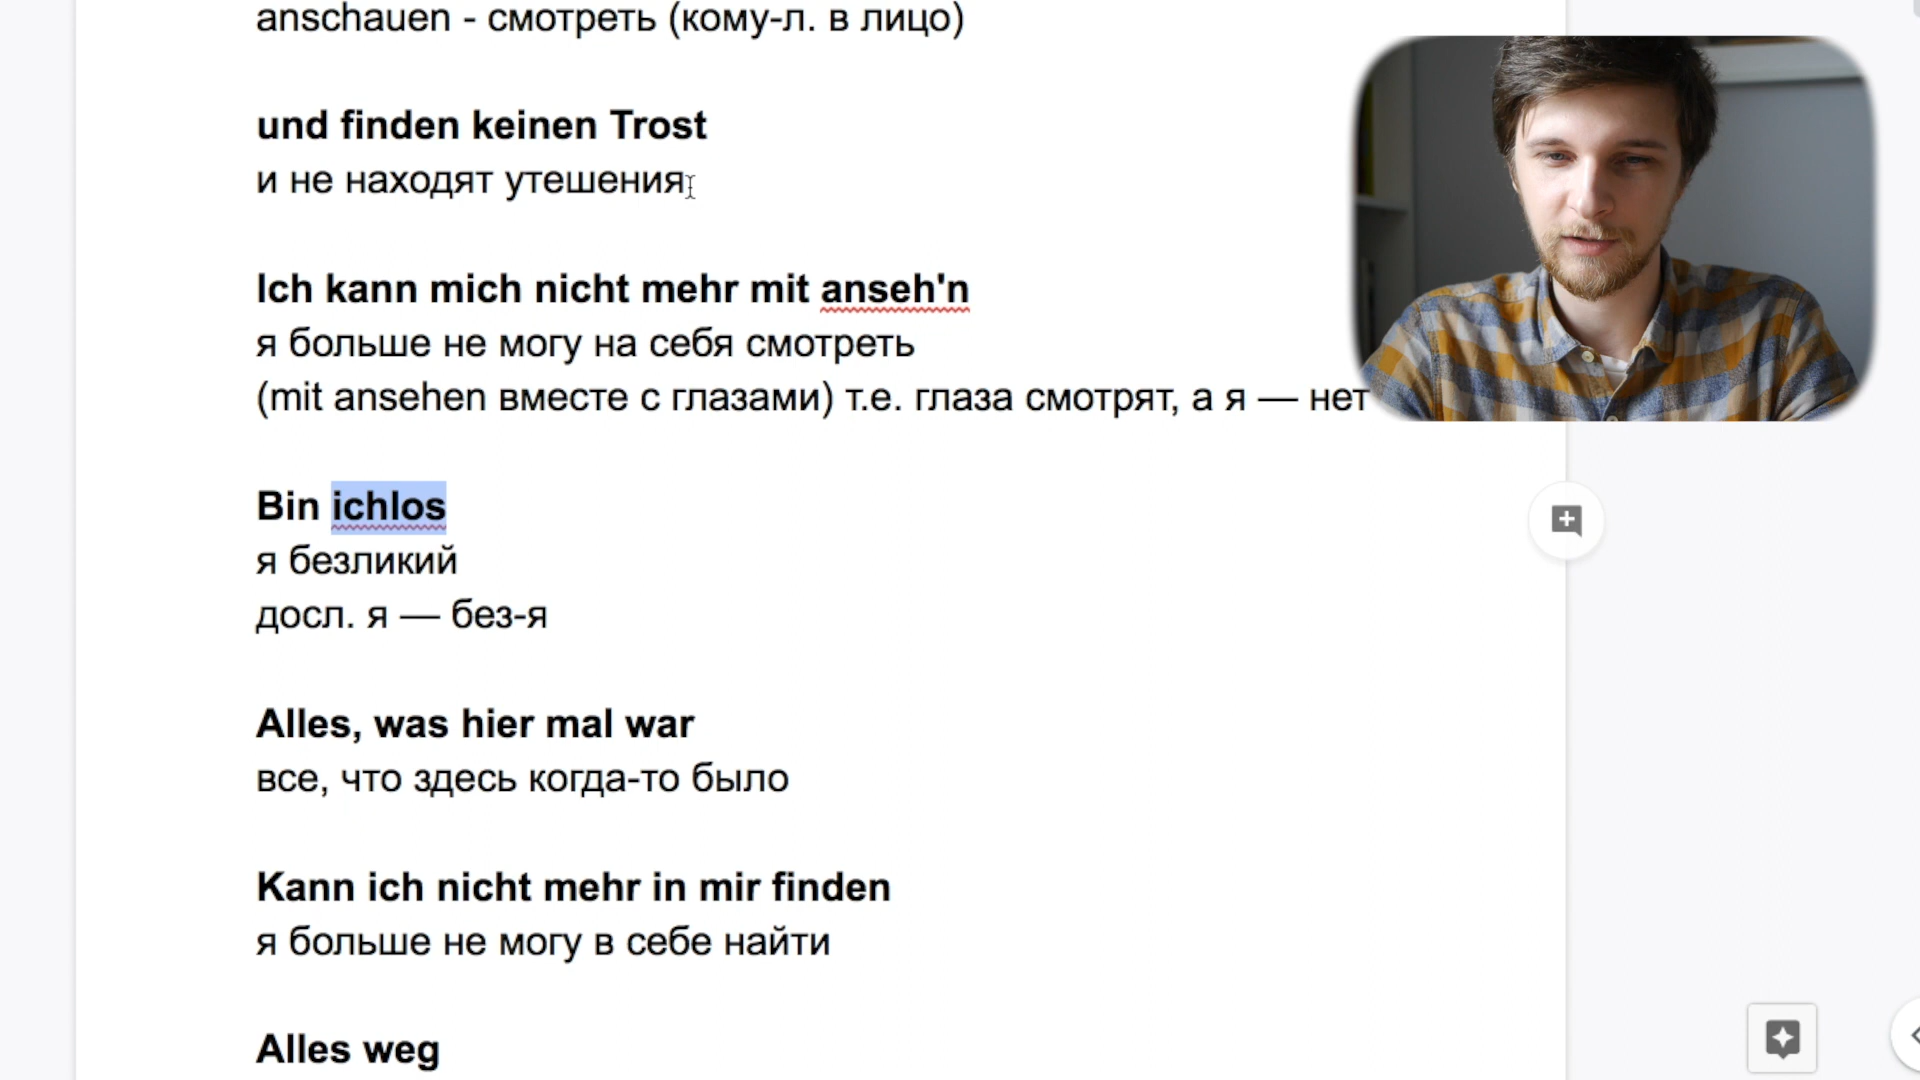 anschauen - смотреть (кому-л. в лицо)
und finden keinen Trost
и не находят утешения
Ich kann mich nicht mehr mit anseh'n
я больше не могу на себя смотреть
(mit ansehen вместе с глазами) т.е. глаза смотрят, а я — нет
Bin ichlos
я безликий
досл. я — без-я
Alles, was hier mal war
все, что здесь когда-то было
Kann ich nicht mehr in mir finden
я больше не могу в себе найти
Alles weg